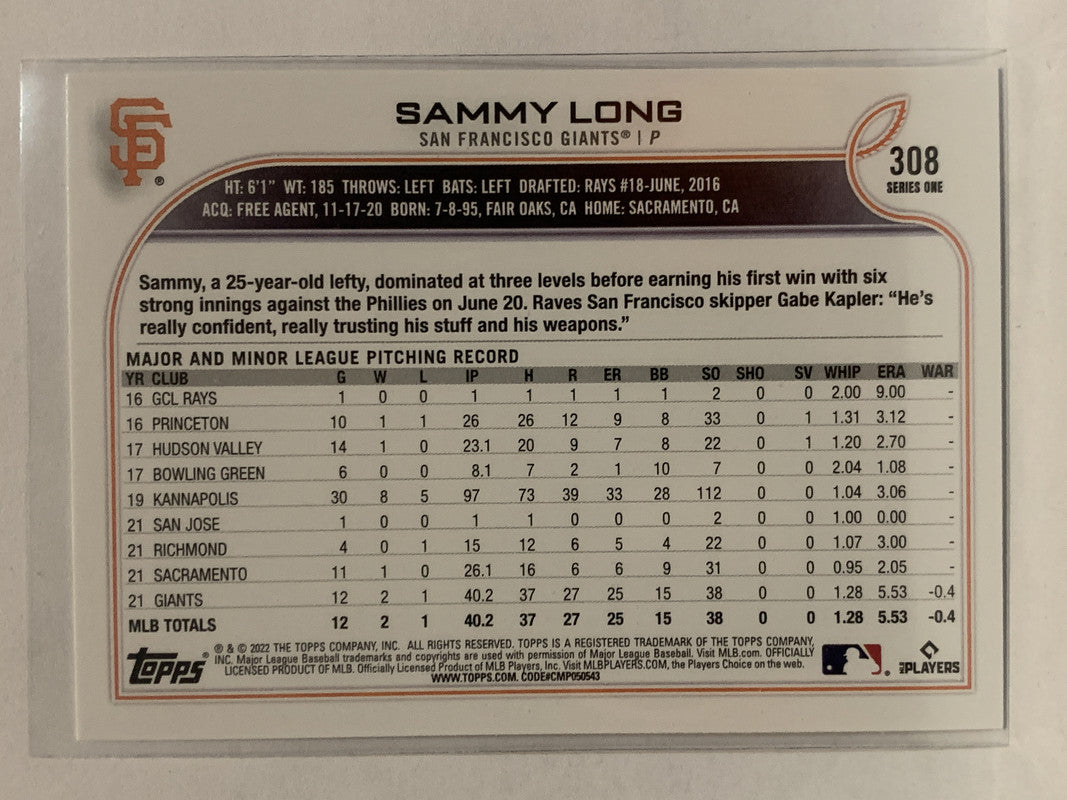 SF®
SAMMY LONG
SAN FRANCISCO GIANTS® | P
308
SERIES ONE
HT: 6'1" WT: 185 THROWS: LEFT BATS: LEFT DRAFTED: RAYS #18-JUNE, 2016
ACQ: FREE AGENT, 11-17-20 BORN: 7-8-95, FAIR OAKS, CA HOME: SACRAMENTO, CA
Sammy, a 25-year-old lefty, dominated at three levels before earning his first win with six
strong innings against the Phillies on June 20. Raves San Francisco skipper Gabe Kapler: “He's
really confident, really trusting his stuff and his weapons.”
MAJOR AND MINOR LEAGUE PITCHING RECORD
YR CLUB G W L IP H R ER BB SO SHO SV WHIP ERA WAR
16 GCL RAYS 1 0 0 1 1 1 1 1 2 0 0 2.00 9.00 -
16 PRINCETON 10 1 1 26 26 12 9 8 33 0 1 1.31 3.12 -
17 HUDSON VALLEY 14 1 0 23.1 20 9 7 8 22 0 1 1.20 2.70 -
17 BOWLING GREEN 6 0 0 8.1 7 2 1 10 7 0 0 2.04 1.08 -
19 KANNAPOLIS 30 8 5 97 73 39 33 28 112 0 0 1.04 3.06 -
21 SAN JOSE 1 0 0 1 1 0 0 0 2 0 0 1.00 0.00 -
21 RICHMOND 4 0 1 15 12 6 5 4 22 0 0 1.07 3.00 -
21 SACRAMENTO 11 1 0 26.1 16 6 6 9 31 0 0 0.95 2.05 -
21 GIANTS 12 2 1 40.2 37 27 25 15 38 0 0 1.28 5.53 -0.4
MLB TOTALS 12 2 1 40.2 37 27 25 15 38 0 0 1.28 5.53 -0.4
topps®
® & © 2022 THE TOPPS COMPANY, INC. ALL RIGHTS RESERVED. TOPPS IS A REGISTERED TRADEMARK OF THE TOPPS COMPANY,
INC. Major League Baseball trademarks and copyrights are used with permission of Major League Baseball. Visit MLB.com. OFFICIALLY
LICENSED PRODUCT OF MLB. Officially Licensed Product of MLB Players, Inc. Visit MLBPLAYERS.COM, the Players Choice on the web.
WWW.TOPPS.COM. CODE#CMP050543
MLB PLAYERS